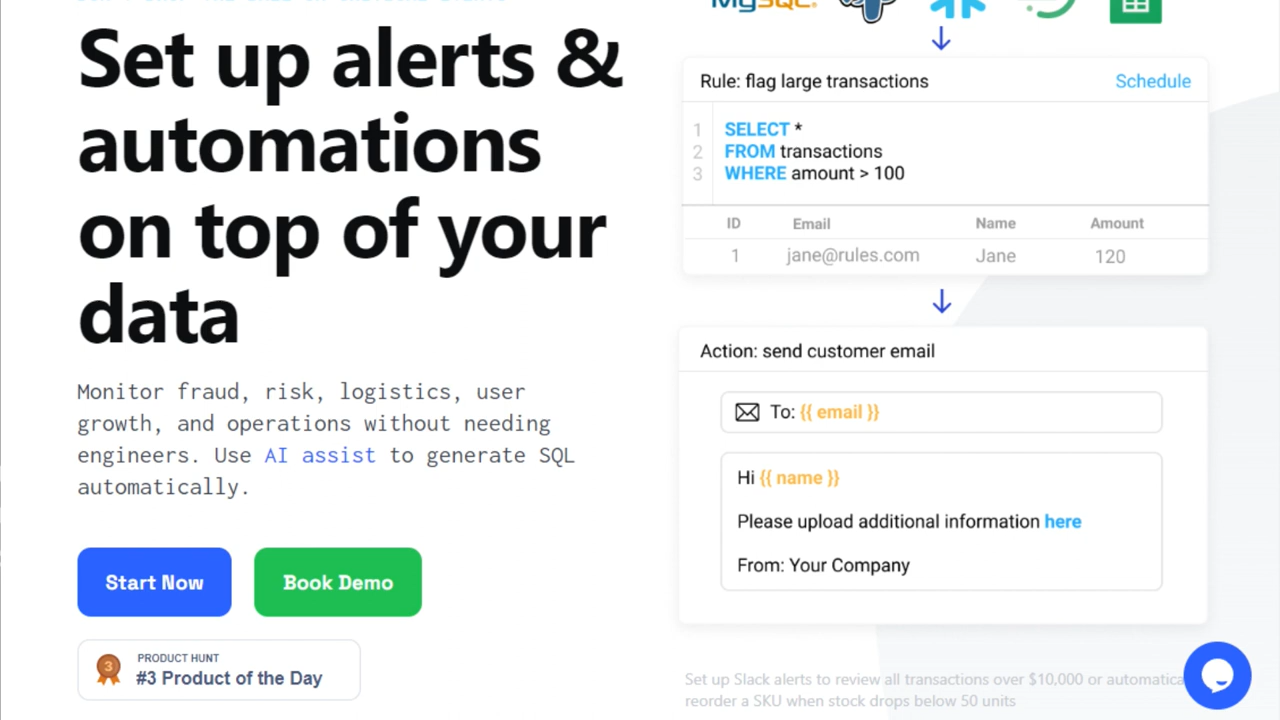 Set up alerts &
automations
on top of your
data
Monitor fraud, risk, logistics, user
growth, and operations without needing
engineers. Use AI assist to generate SQL
automatically.
Start Now
Book Demo
3
PRODUCT HUNT
#3 Product of the Day
MySQL
Rule: flag large transactions
Schedule
1 SELECT *
2 FROM transactions
3 WHERE amount > 100
ID Email Name Amount
1 jane@rules.com Jane 120
Action: send customer email
To: {{ email }}
Hi {{ name }}
Please upload additional information here
From: Your Company
Set up Slack alerts to review all transactions over $10,000 or
reorder a SKU when stock drops below 50 units